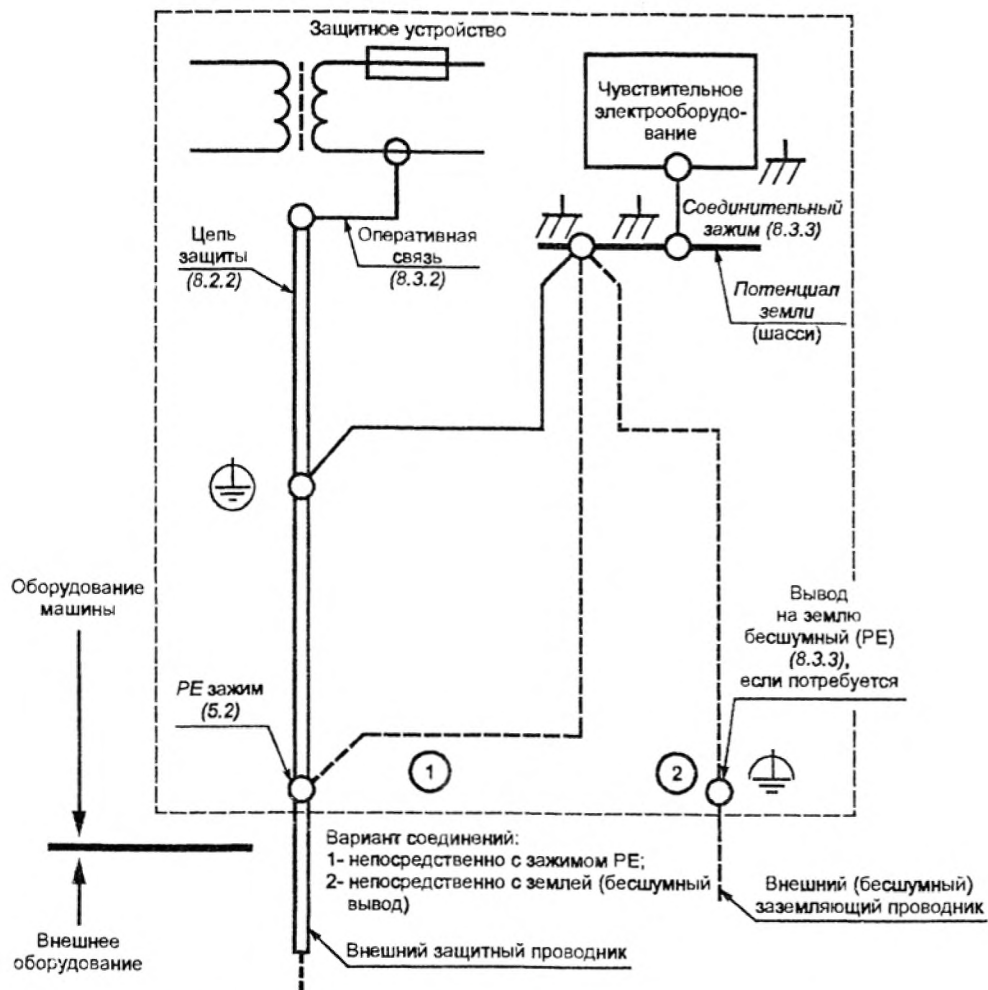 Защитное устройство
Чувствительное
электрооборудо-
вание
Соединительный
зажим (8.3.3)
Цепь
защиты
(8.2.2)
Оперативная
связь
(8.3.2)
Потенциал
земли
(шасси)
Оборудование
машины
Вывод
на землю
бесшумный (PE)
(8.3.3),
если потребуется
PE зажим
(5.2)
1
2
Вариант соединений:
1- непосредственно с зажимом PE;
2- непосредственно с землей (бесшумный
вывод)
Внешний (бесшумный)
заземляющий проводник
Внешнее
оборудование
Внешний защитный проводник